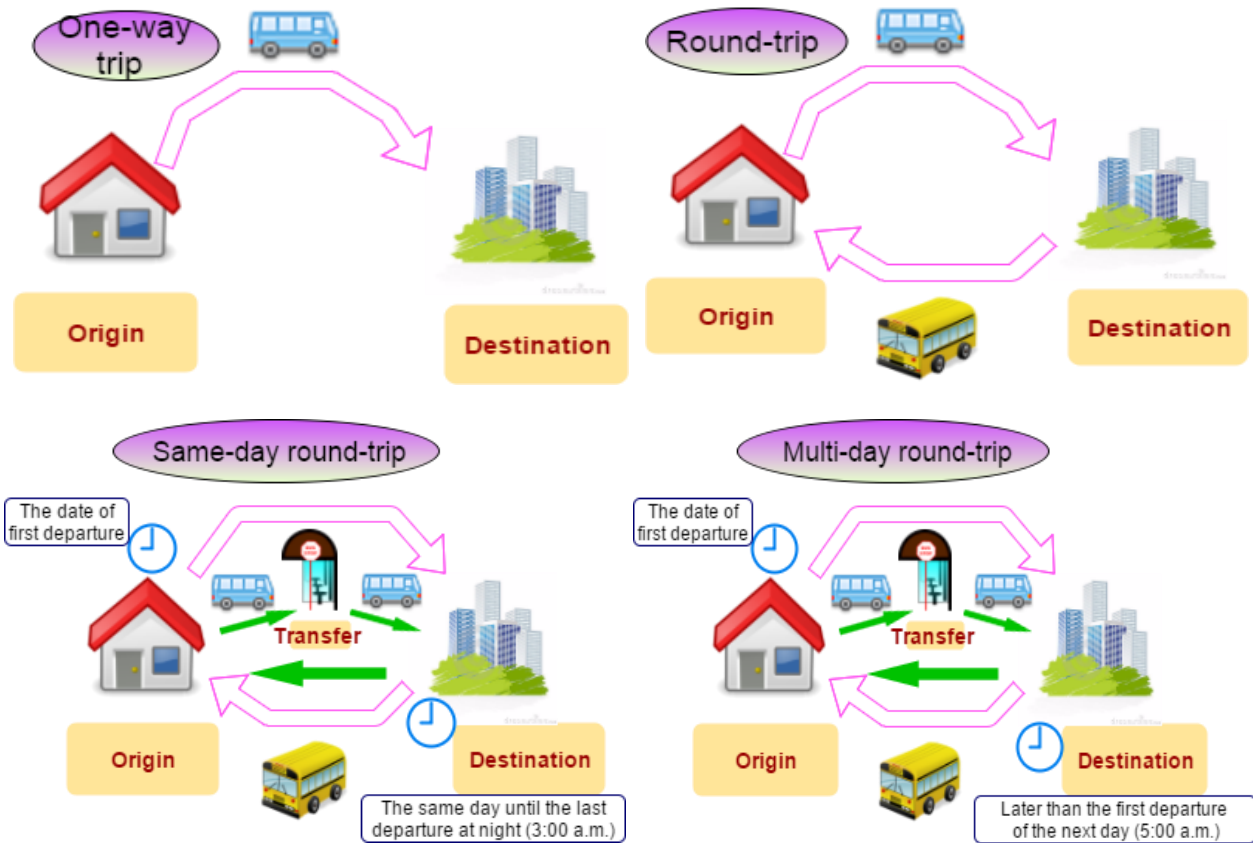 One-way
trip
Origin
Destination
Round-trip
Origin
Destination
Same-day round-trip
The date of
first departure
Transfer
Origin
Destination
The same day until the last
departure at night (3:00 a.m.)
Multi-day round-trip
The date of
first departure
Transfer
Origin
Destination
Later than the first departure
of the next day (5:00 a.m.)